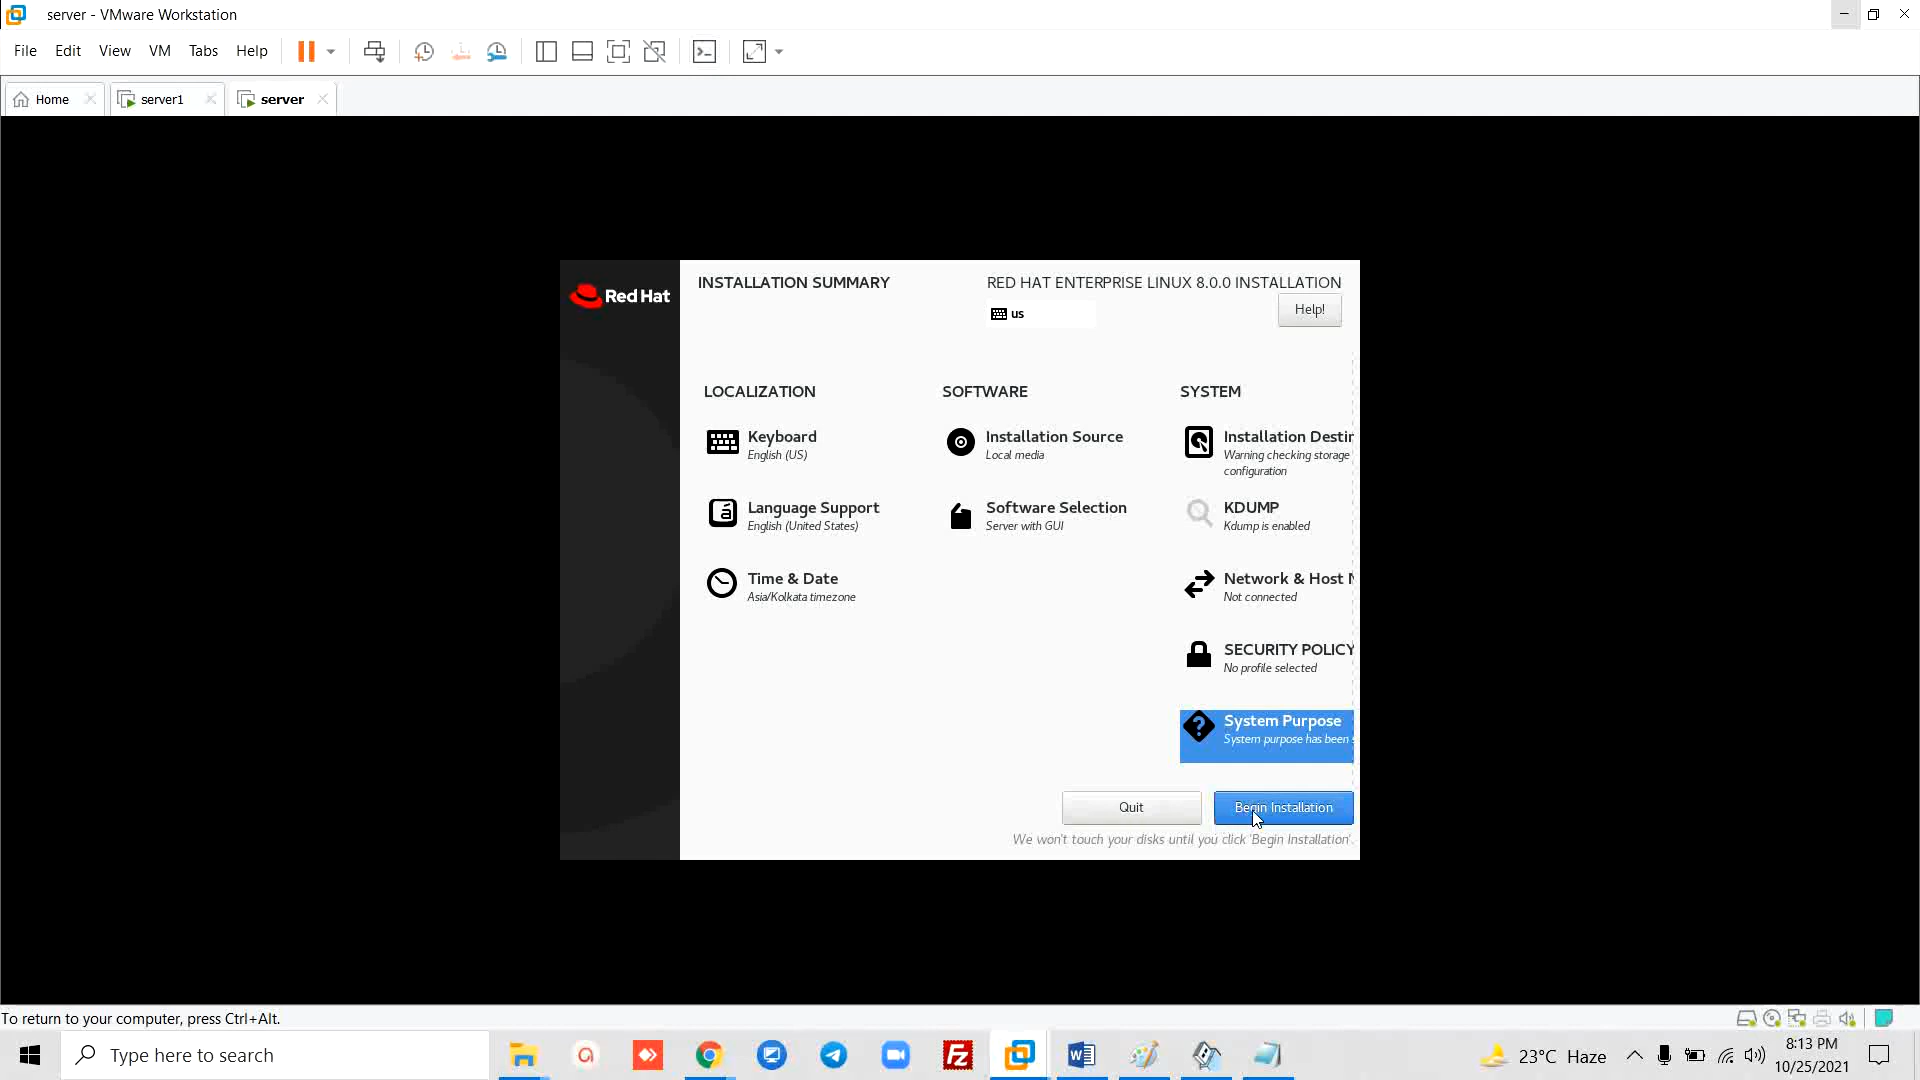 server - VMware Workstation
File Edit View VM Tabs Help
Home server1 server
Red Hat
INSTALLATION SUMMARY
RED HAT ENTERPRISE LINUX 8.0.0 INSTALLATION
us
Help!
LOCALIZATION
Keyboard
English (US)
Language Support
English (United States)
Time & Date
Asia/Kolkata timezone
SOFTWARE
Installation Source
Local media
Software Selection
Server with GUI
SYSTEM
Installation Destin
Warning checking storage
configuration
KDUMP
Kdump is enabled
Network & Host N
Not connected
SECURITY POLICY
No profile selected
System Purpose
System purpose has been s
Quit
Begin Installation
We won't touch your disks until you click 'Begin Installation'.
To return to your computer, press Ctrl+Alt.
Type here to search
23°C Haze
8:13 PM
10/25/2021